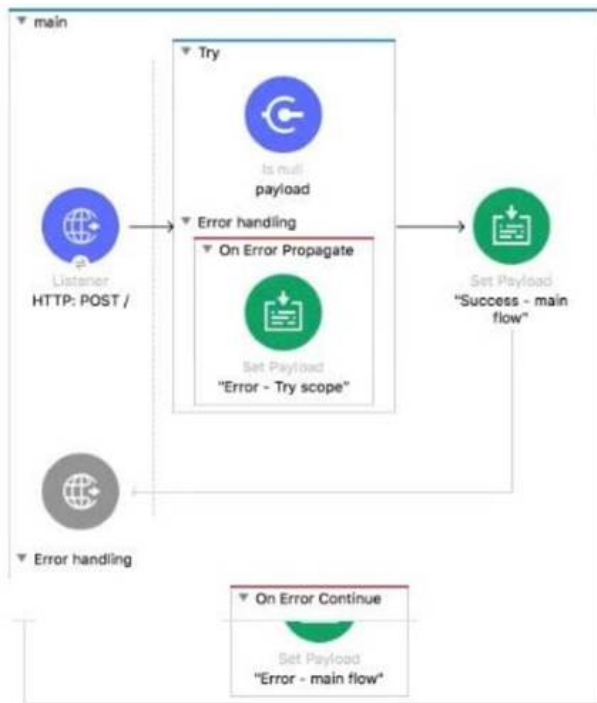 main
Try
Is null
payload
Error handling
On Error Propagate
Listener
HTTP: POST /
Set Payload
"Success - main
flow"
Set Payload
"Error - Try scope"
Error handling
On Error Continue
Set Payload
"Error - main flow"